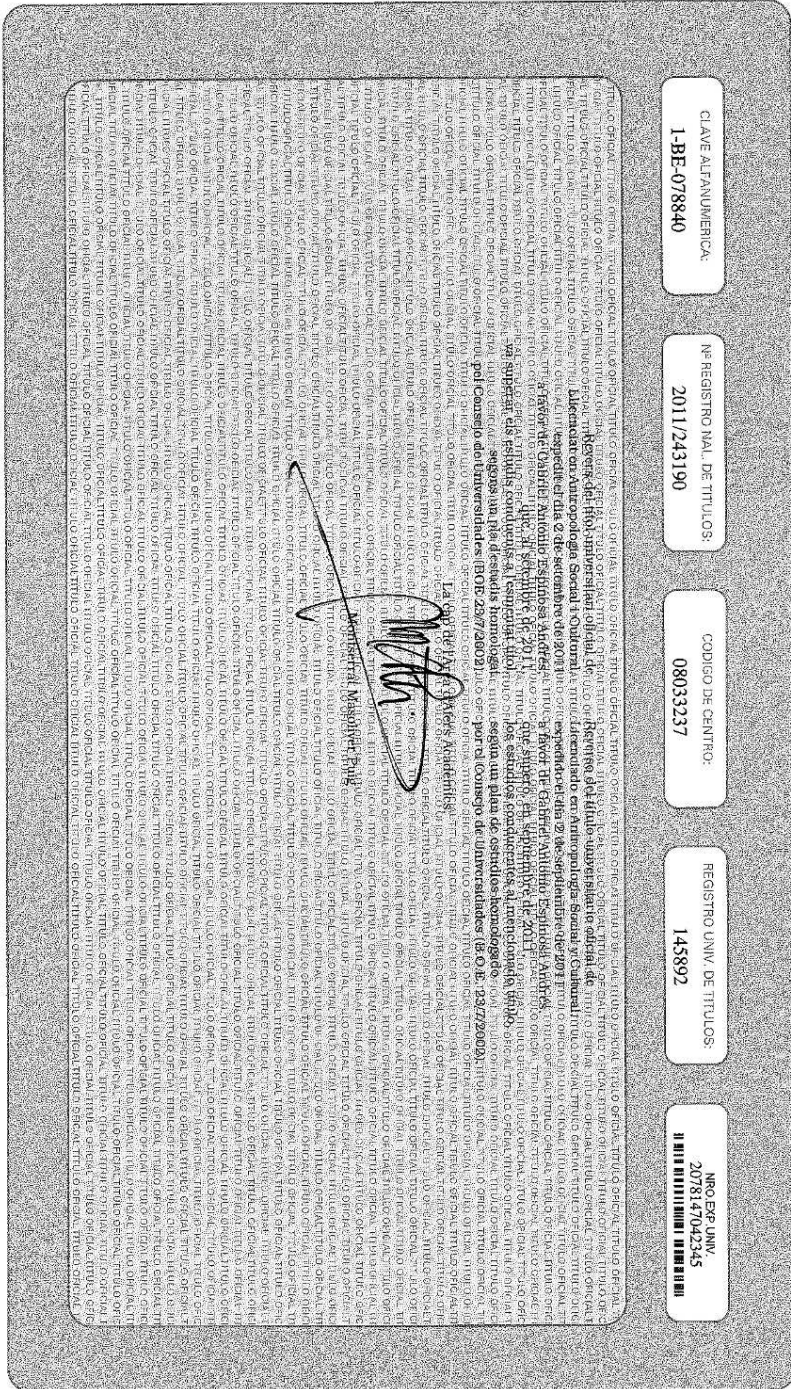 CLAVE ALFANUMERICA:
1-BE-078840
Nº REGISTRO NAL. DE TITULOS:
2011/243190
CODIGO DE CENTRO:
08033237
REGISTRO UNIV. DE TITULOS:
145892
NRO.EXP.UNIV.
2078147042345
Revers del títol universitari oficial de
Llicenciat en Antropologia Social i Cultural
expedit el dia 2 de setembre de 2011
a favor de Gabriel Antonio Espinosa Andres
que, al setembre de 2011,
va superar els estudis conduents a l'esmentat títol,
segons un pla d'estudis homologat
pel Consejo de Universidades (BOE 23/7/2002)
Reverso del título universitario oficial de
Licenciado en Antropología Social y Cultural
expedido el día 2 de septiembre de 2011
a favor de Gabriel Antonio Espinosa Andres
que superó, en septiembre de 2011
los estudios conducentes al mencionado título,
según un plan de estudios homologado
por el Consejo de Universidades (B.O.E. 23/7/2002)
La cap de l'Àrea d'Afers Acadèmics
Montserrat Masoliver Puig